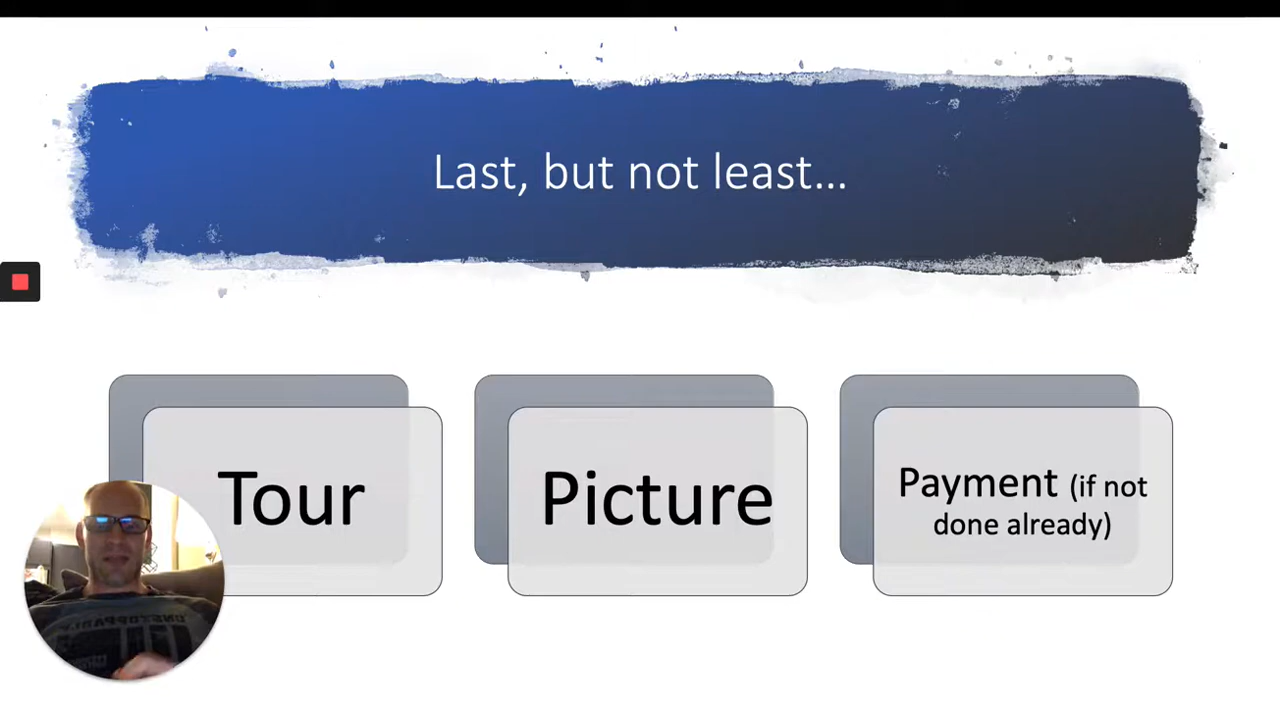 Last, but not least...
Tour
Picture
Payment (if not
done already)